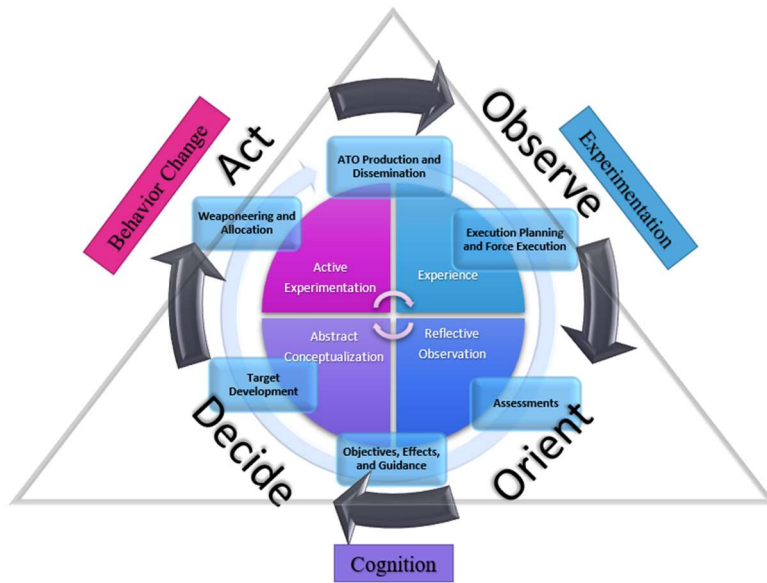 Act
Observe
Behavior Change
Experimentation
ATO Production and
Dissemination
Weaponeering and
Allocation
Execution Planning
and Force Execution
Active
Experimentation
Experience
Abstract
Conceptualization
Reflective
Observation
Target
Development
Assessments
Decide
Orient
Objectives, Effects,
and Guidance
Cognition